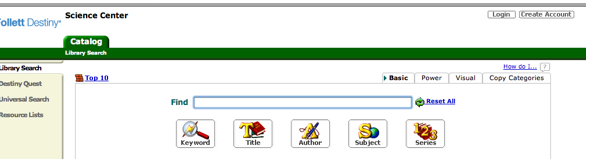 Follett Destiny
Science Center
Login Create Account
Catalog
Library Search
Library Search
How do I... ?
Top 10
Basic Power Visual Copy Categories
Destiny Quest
Universal Search
Resource Lists
Find
Reset All
Keyword Title Author Subject Series